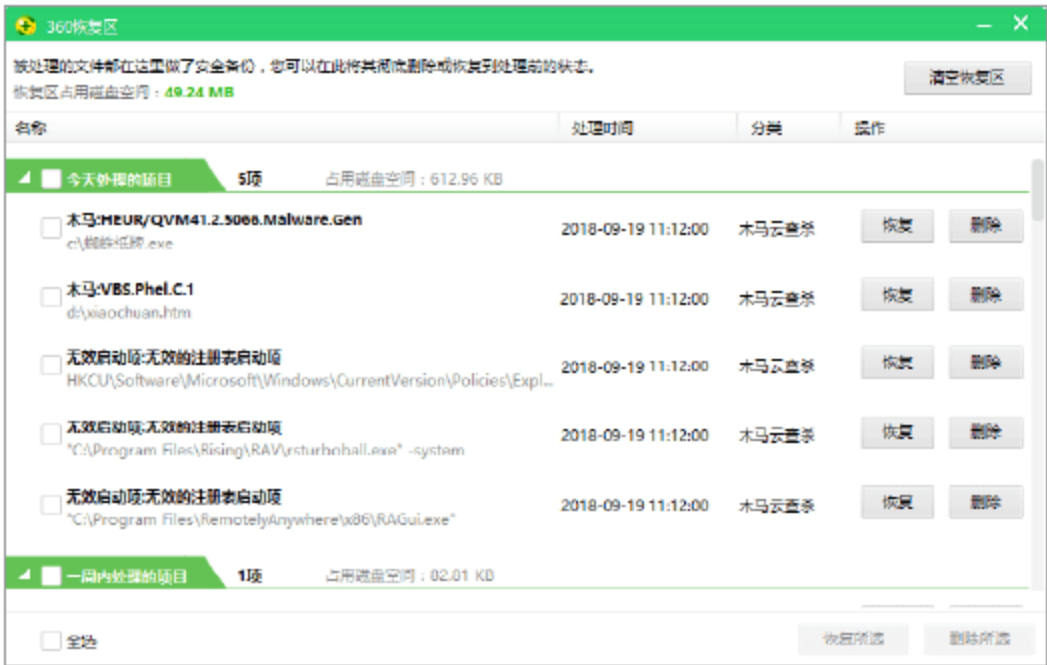 360恢复区
被处理的文件都在这里做了安全备份，您可以在此将其彻底删除或恢复到处理前的状态。
恢复区占用磁盘空间：49.24 MB
清空恢复区
名称 处理时间 分类 操作
今天处理的项目 5项 占用磁盘空间：612.96 KB
木马:HEUR/QVM41.2.5066.Malware.Gen
c:\蜘蛛纸牌.exe
2018-09-19 11:12:00 木马云查杀 恢复 删除
木马:VBS.Phel.C.1
d:\xiaochuan.htm
2018-09-19 11:12:00 木马云查杀 恢复 删除
无效启动项:无效的注册表启动项
HKCU\Software\Microsoft\Windows\CurrentVersion\Policies\Expl...
2018-09-19 11:12:00 木马云查杀 恢复 删除
无效启动项:无效的注册表启动项
"C:\Program Files\Rising\RAV\rsturboball.exe" -system
2018-09-19 11:12:00 木马云查杀 恢复 删除
无效启动项:无效的注册表启动项
"C:\Program Files\RemotelyAnywhere\x86\RAGui.exe"
2018-09-19 11:12:00 木马云查杀 恢复 删除
一周内处理的项目 1项 占用磁盘空间：82.81 KB
全选 恢复所选 删除所选